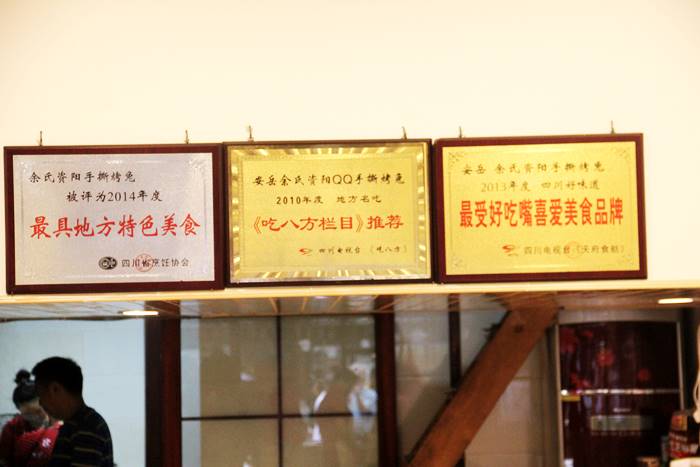 余氏资阳手撕烤兔
被评为2014年度
最具地方特色美食
四川省烹饪协会
安岳余氏资阳QQ手撕烤兔
2010年度 地方名吃
《吃八方栏目》推荐
四川电视台 《吃八方》
安岳 余氏资阳手撕烤兔
2013年度 四川好味道
最受好吃嘴喜爱美食品牌
四川电视台 《天府食舫》